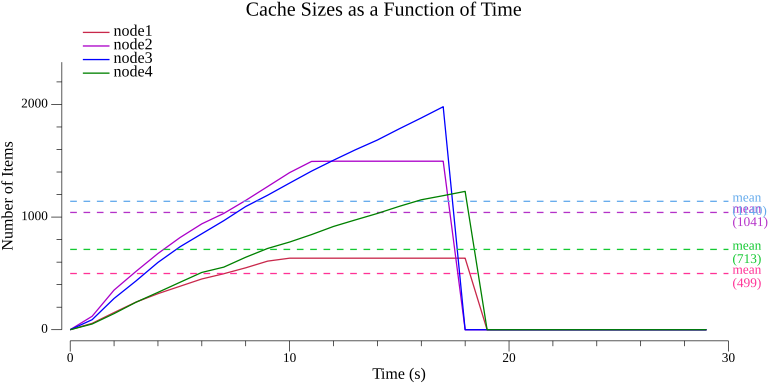 Cache Sizes as a Function of Time
node1
node2
node3
node4
Number of Items
2000
1000
0
mean
mean
(1041)
mean
(713)
mean
(499)
0
10
20
30
Time (s)